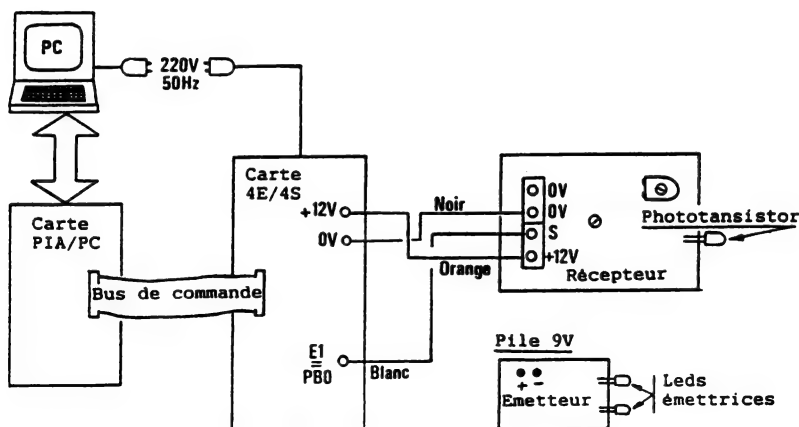 PC
220V
50Hz
Carte
4E/4S
+12V
0V
Noir
Orange
0V
0V
S
+12V
Récepteur
Phototansistor
Carte
PIA/PC
Bus de commande
E1
=
PB0
Blanc
Pile 9V
+ -
Emetteur
Leds
émettrices